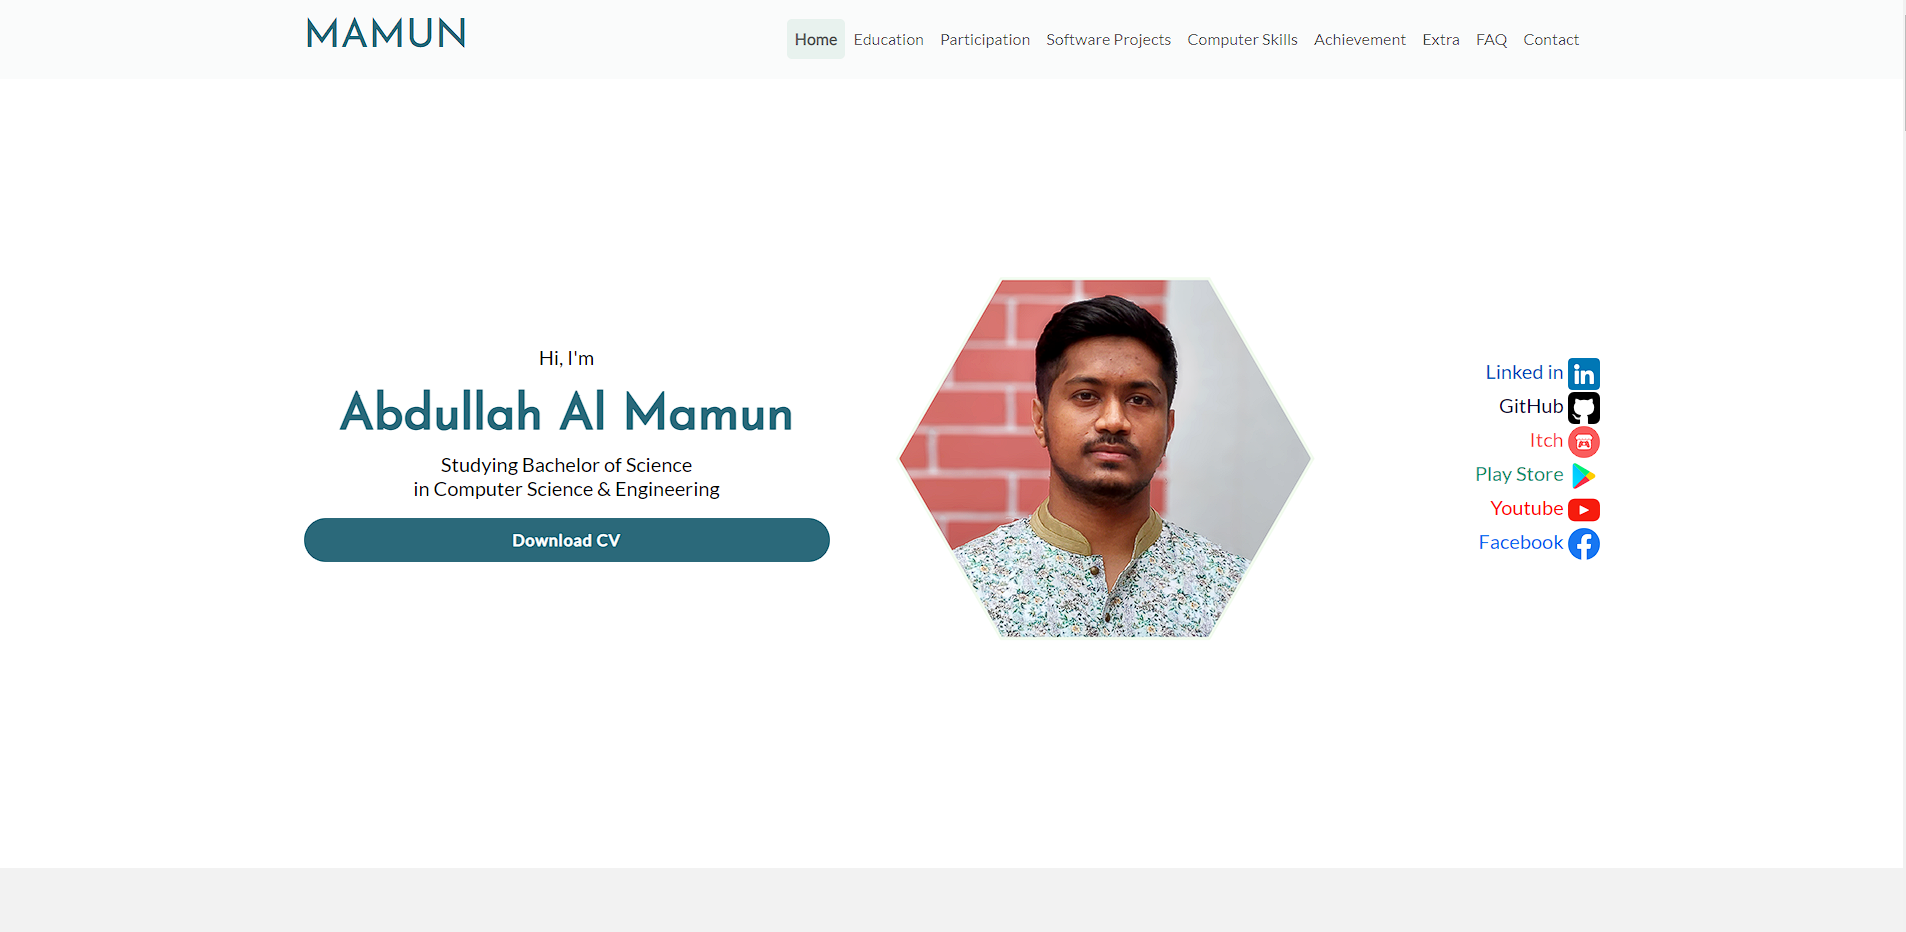 MAMUN
Home Education Participation Software Projects Computer Skills Achievement Extra FAQ Contact
Hi, I'm
Abdullah Al Mamun
Studying Bachelor of Science
in Computer Science & Engineering
Download CV
Linked in
GitHub
Itch
Play Store
Youtube
Facebook